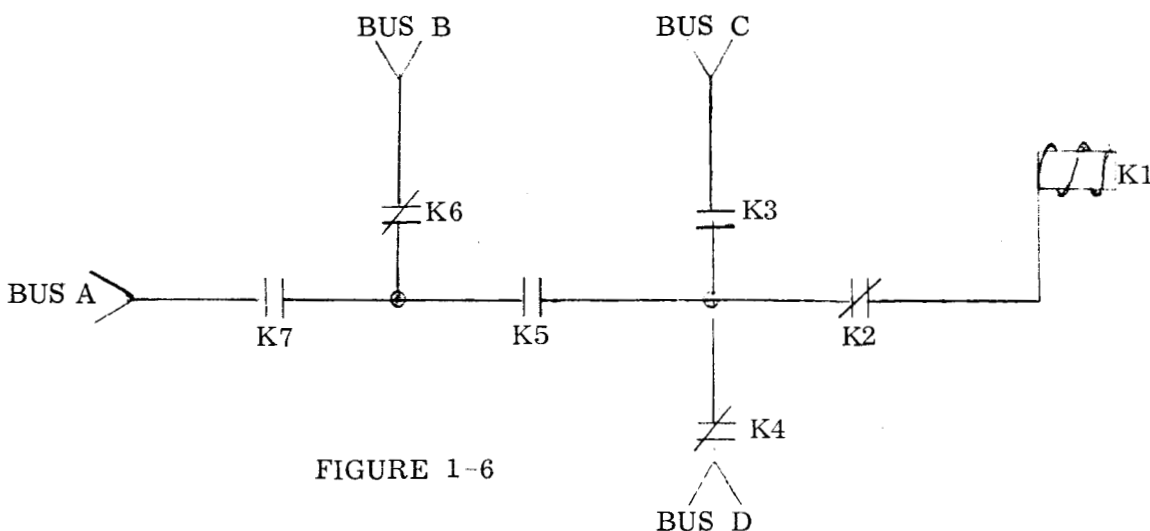 BUS B
BUS C
K1
K6
K3
BUS A
K7
K5
K2
K4
FIGURE 1-6
BUS D